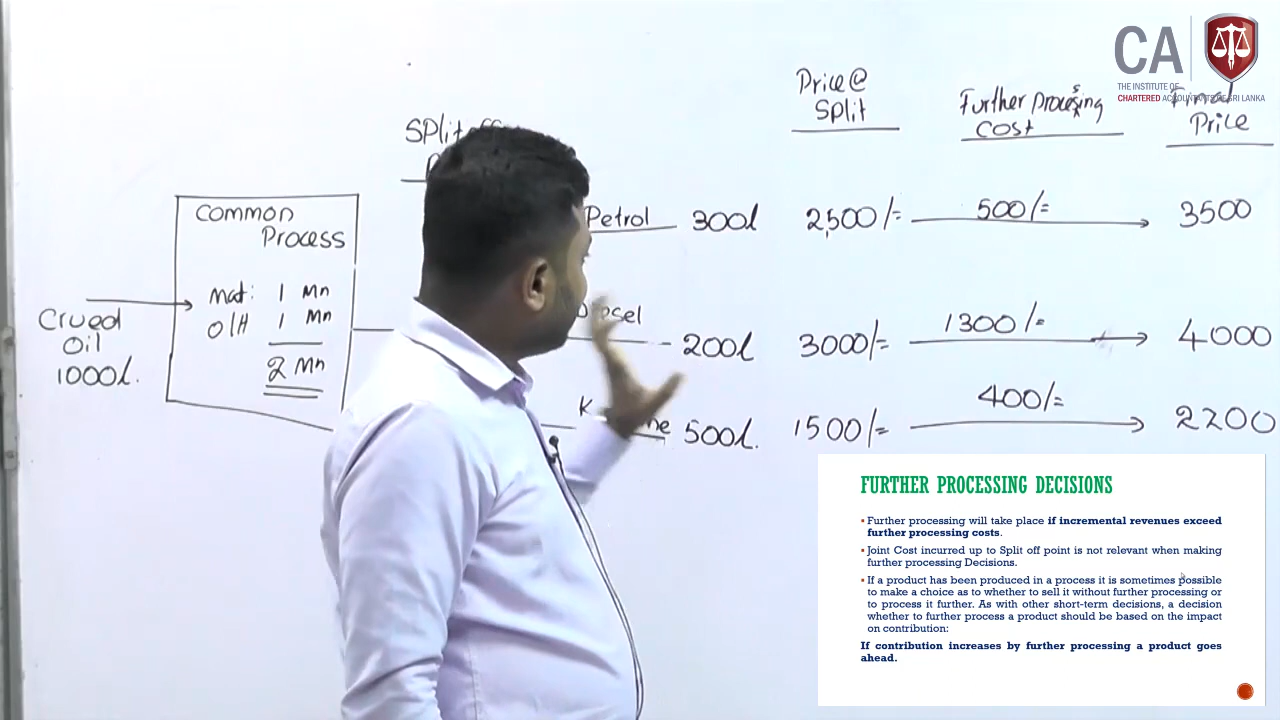 CA
THE INSTITUTE OF
CHARTERED ACCOUNTANTS OF SRI LANKA
Price @
Split
Further Processing
Cost
Final
Price
Split off
Common
Process
mat: 1 Mn
O/H 1 Mn
2 Mn
Crued
Oil
1000l.
Petrol 300l 2,500/= 500/= 3500
Diesel 200l 3000/= 1300/= 4000
500l. 1500/= 400/= 2200
FURTHER PROCESSING DECISIONS
▪ Further processing will take place if incremental revenues exceed
further processing costs.
▪ Joint Cost incurred up to Split off point is not relevant when making
further processing Decisions.
▪ If a product has been produced in a process it is sometimes possible
to make a choice as to whether to sell it without further processing or
to process it further. As with other short-term decisions, a decision
whether to further process a product should be based on the impact
on contribution:
If contribution increases by further processing a product goes
ahead.